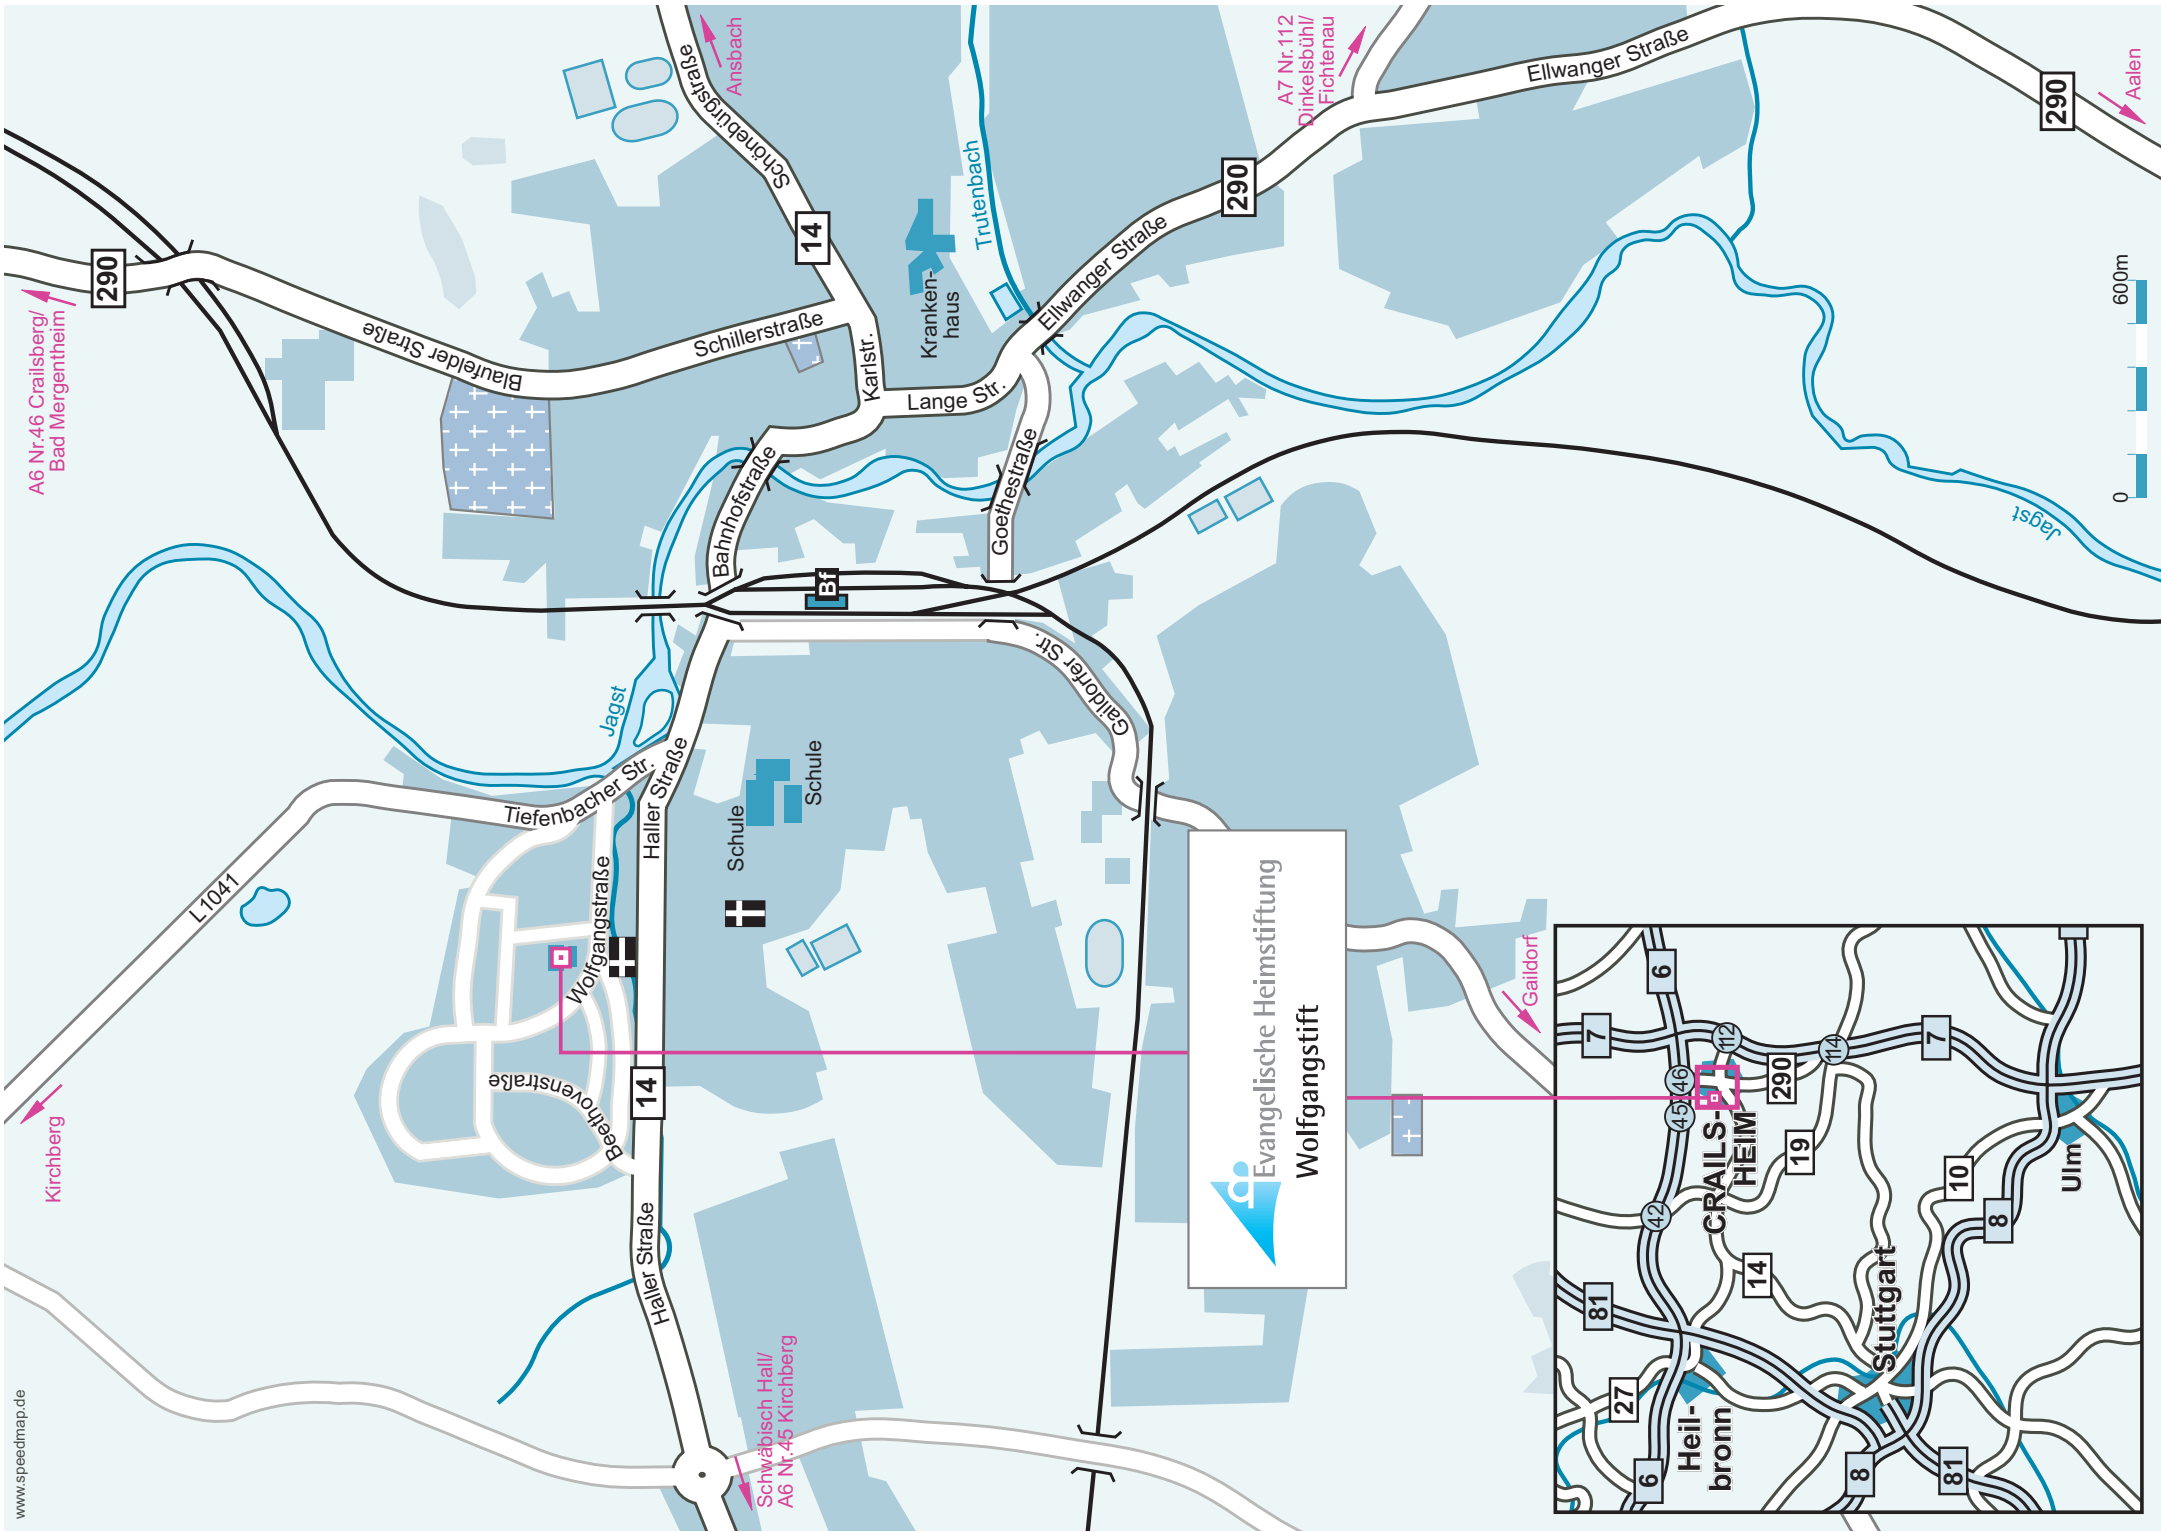 A6 Nr.46 Crailsberg/
Bad Mergentheim
290
Blaufelder Straße
Schillerstraße
Schönebürgstraße
Ansbach
14
Karlstr.
Kranken-
haus
Trutenbach
Lange Str.
Ellwanger Straße
290
A7 Nr.112
Dinkelsbühl/
Fichtenau
Ellwanger Straße
290
Aalen
Bahnhofstraße
Goethestraße
Bf
Jagst
0
600m
Jagst
Gaildorfer Str.
Tiefenbacher Str.
Haller Straße
Schule
Schule
L1041
Wolfgangstraße
Beethovenstraße
14
Kirchberg
Haller Straße
Schwäbisch Hall/
A6 Nr.45 Kirchberg
Gaildorf
Evangelische Heimstiftung
Wolfgangstift
6
7
112
114
7
46
45
290
CRAILS-
HEIM
19
42
10
Ulm
8
14
81
Stuttgart
27
Heil-
bronn
6
8
81
www.speedmap.de